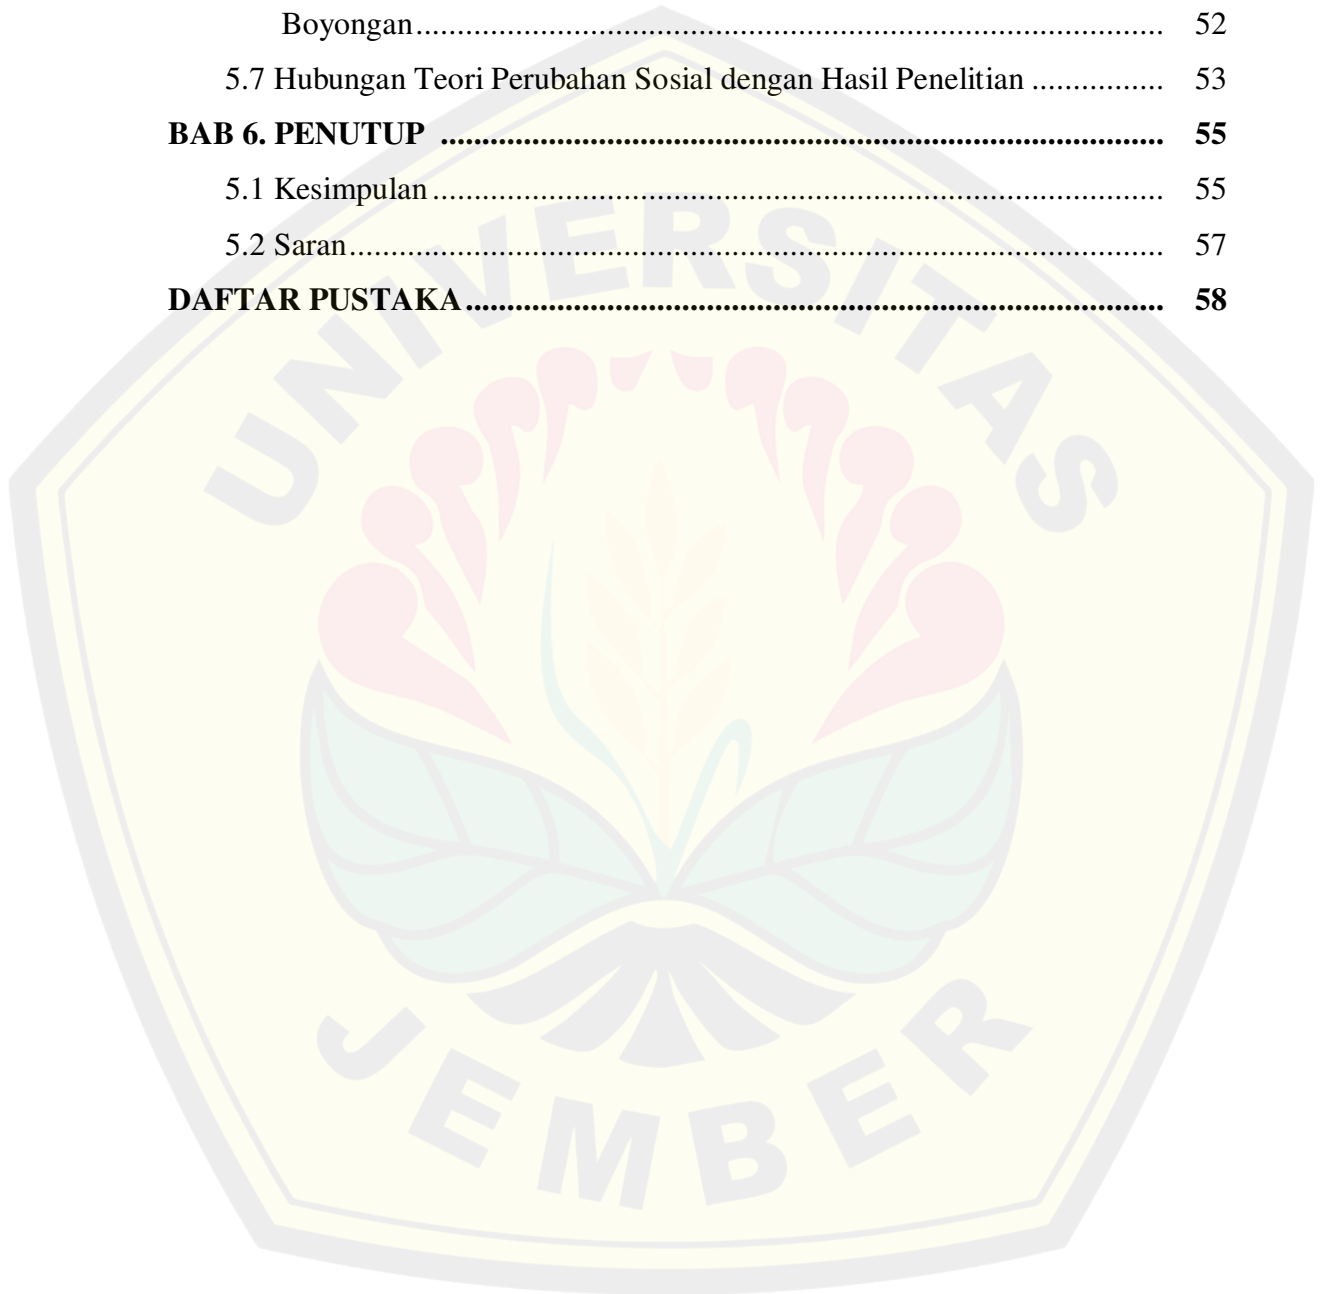 Boyongan........................................................................................... 52
5.7 Hubungan Teori Perubahan Sosial dengan Hasil Penelitian ................ 53
BAB 6. PENUTUP ....................................................................................... 55
5.1 Kesimpulan......................................................................................... 55
5.2 Saran................................................................................................... 57
DAFTAR PUSTAKA.................................................................................... 58
UNIVERSITAS
JEMBER